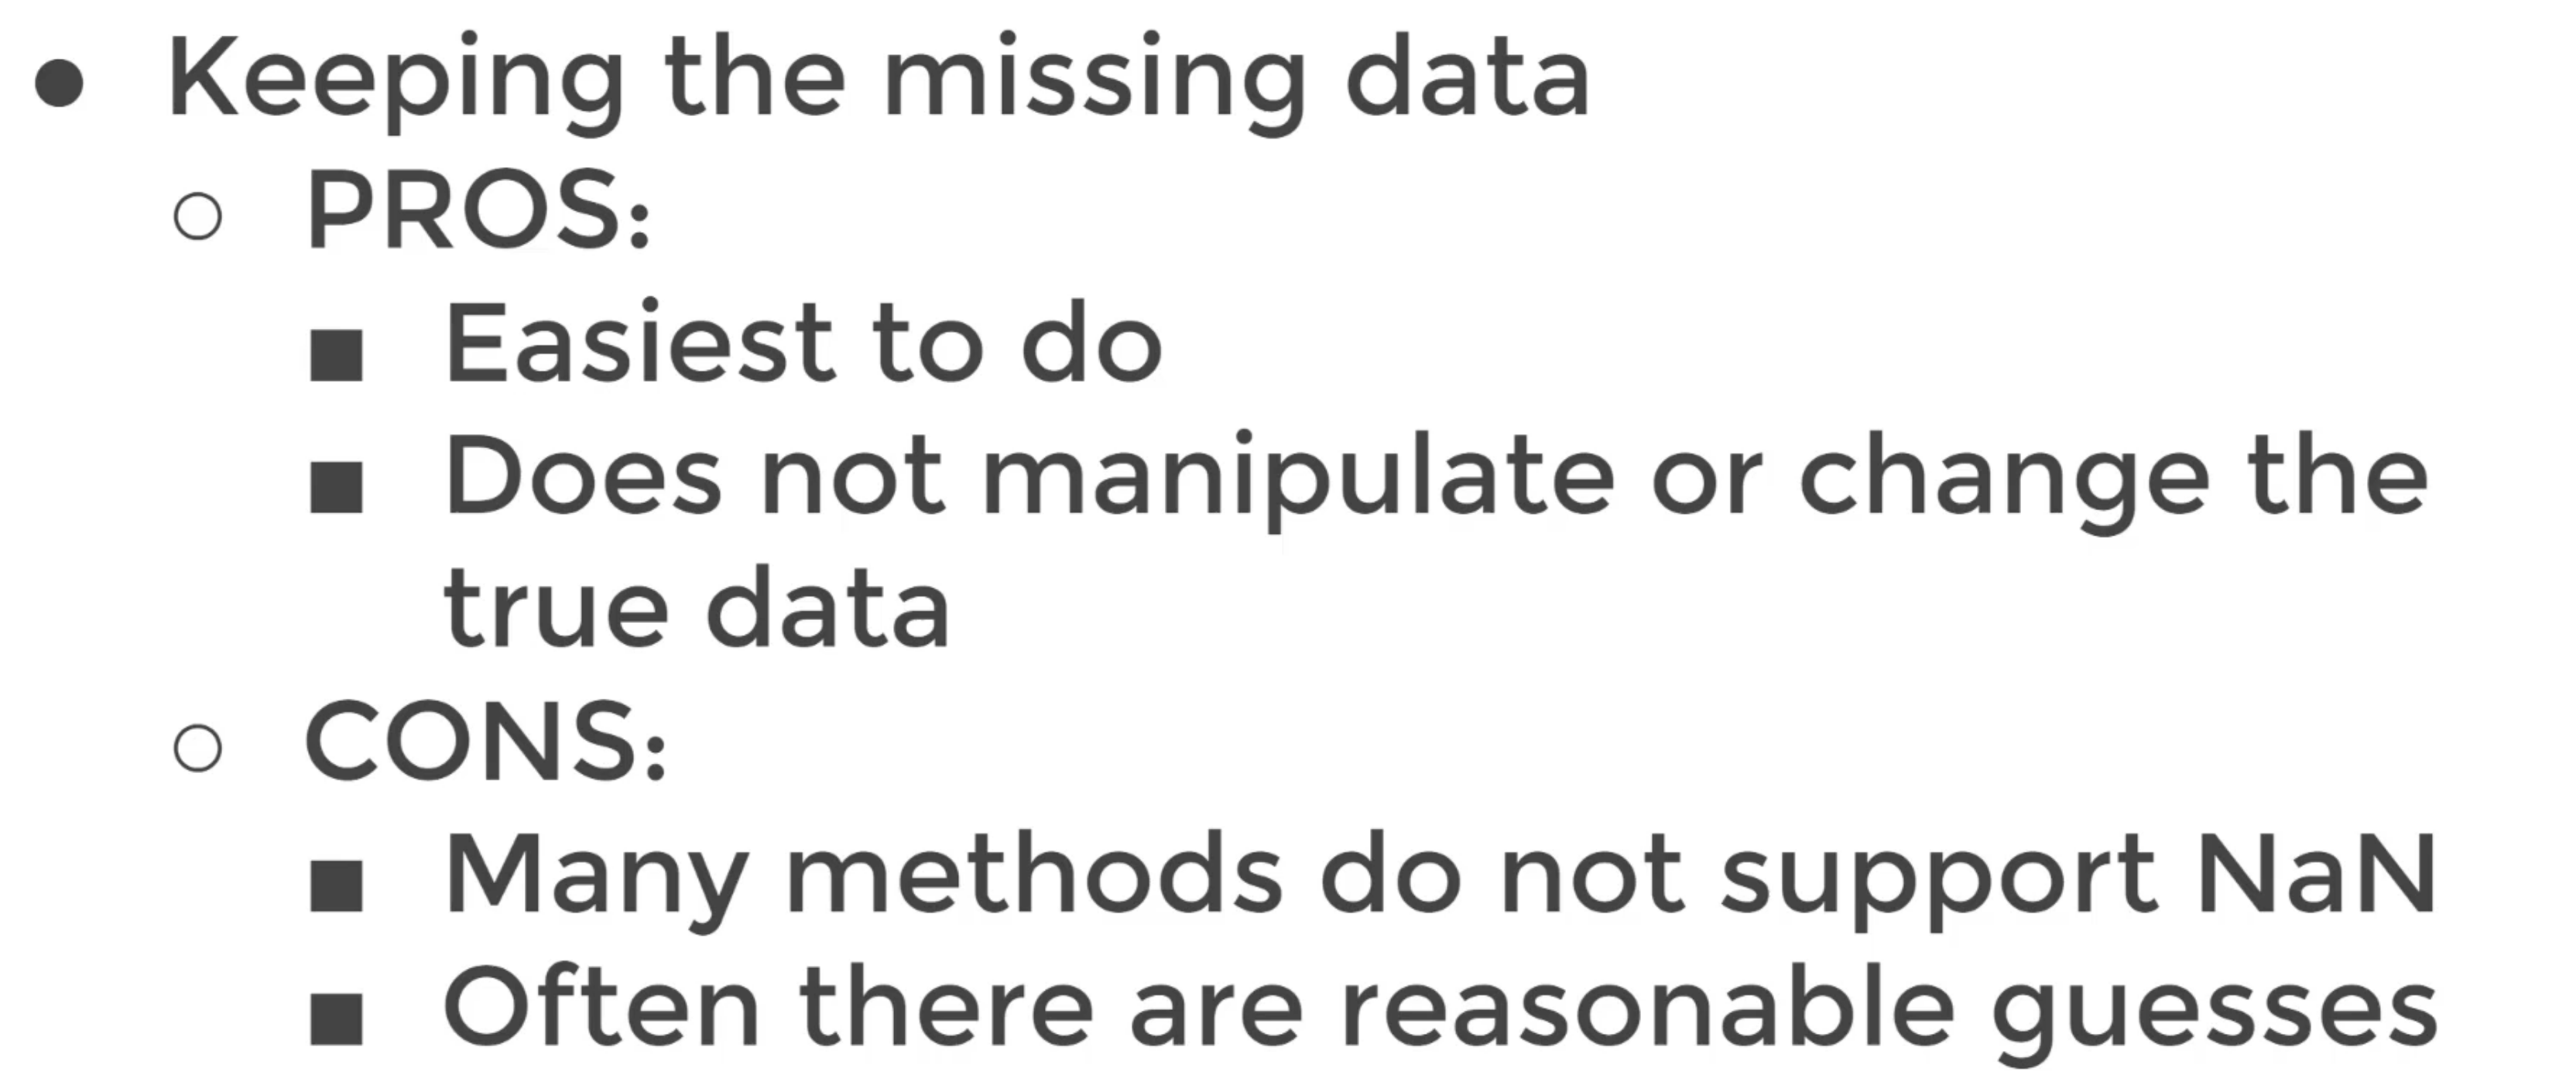 ● Keeping the missing data
○ PROS:
■ Easiest to do
■ Does not manipulate or change the
true data
○ CONS:
■ Many methods do not support NaN
■ Often there are reasonable guesses